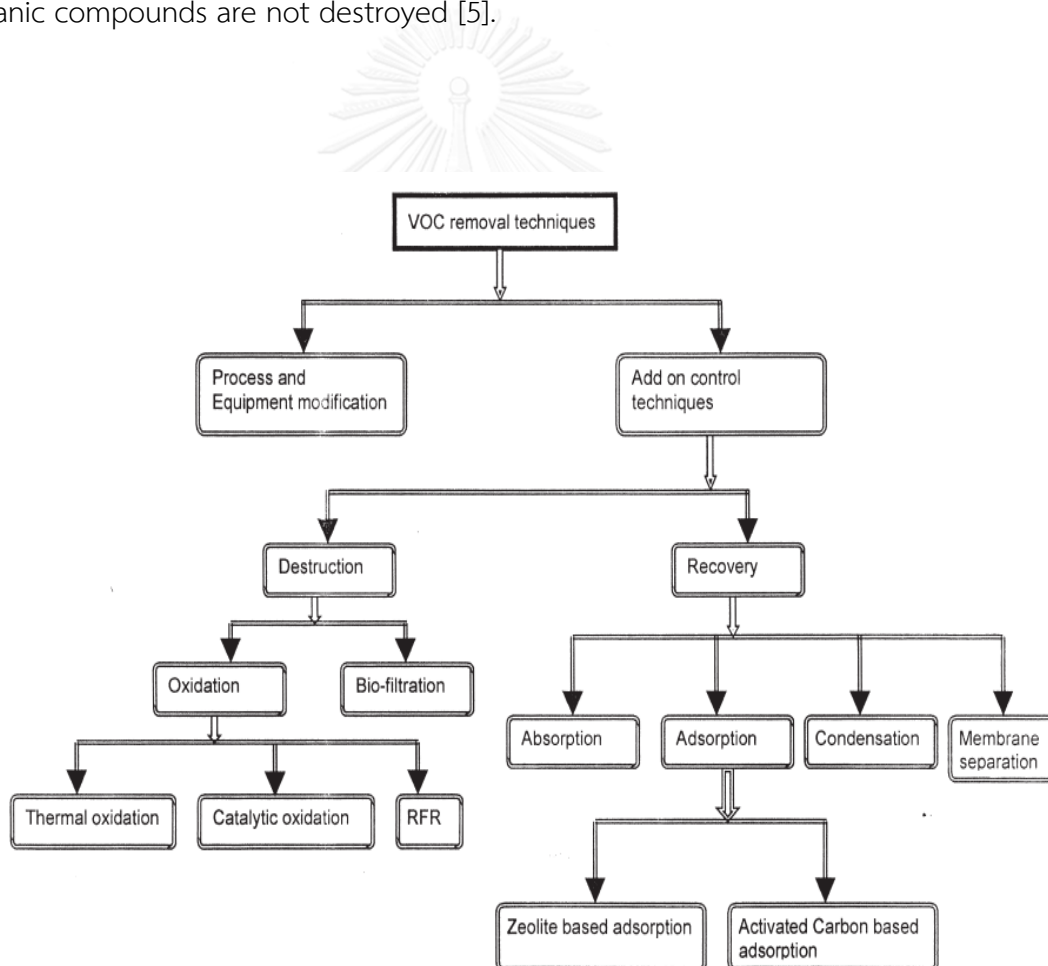 anic compounds are not destroyed [5].
VOC removal techniques
Process and
Equipment modification
Add on control
techniques
Destruction
Recovery
Oxidation
Bio-filtration
Absorption
Adsorption
Condensation
Membrane
separation
Thermal oxidation
Catalytic oxidation
RFR
Zeolite based adsorption
Activated Carbon based
adsorption